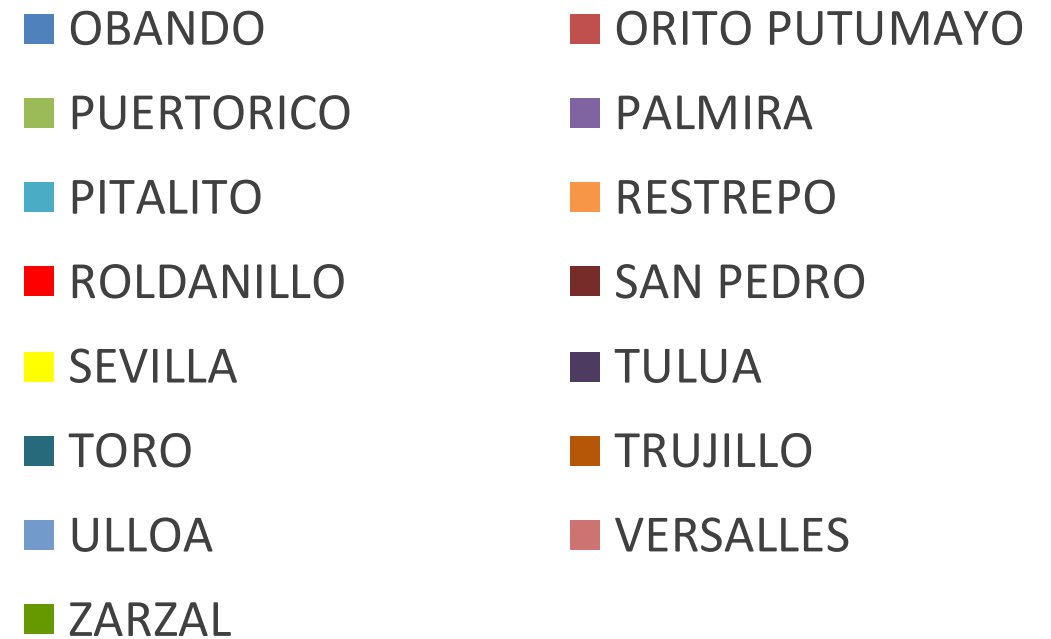 OBANDO ORITO PUTUMAYO
PUERTORICO PALMIRA
PITALITO RESTREPO
ROLDANILLO SAN PEDRO
SEVILLA TULUA
TORO TRUJILLO
ULLOA VERSALLES
ZARZAL